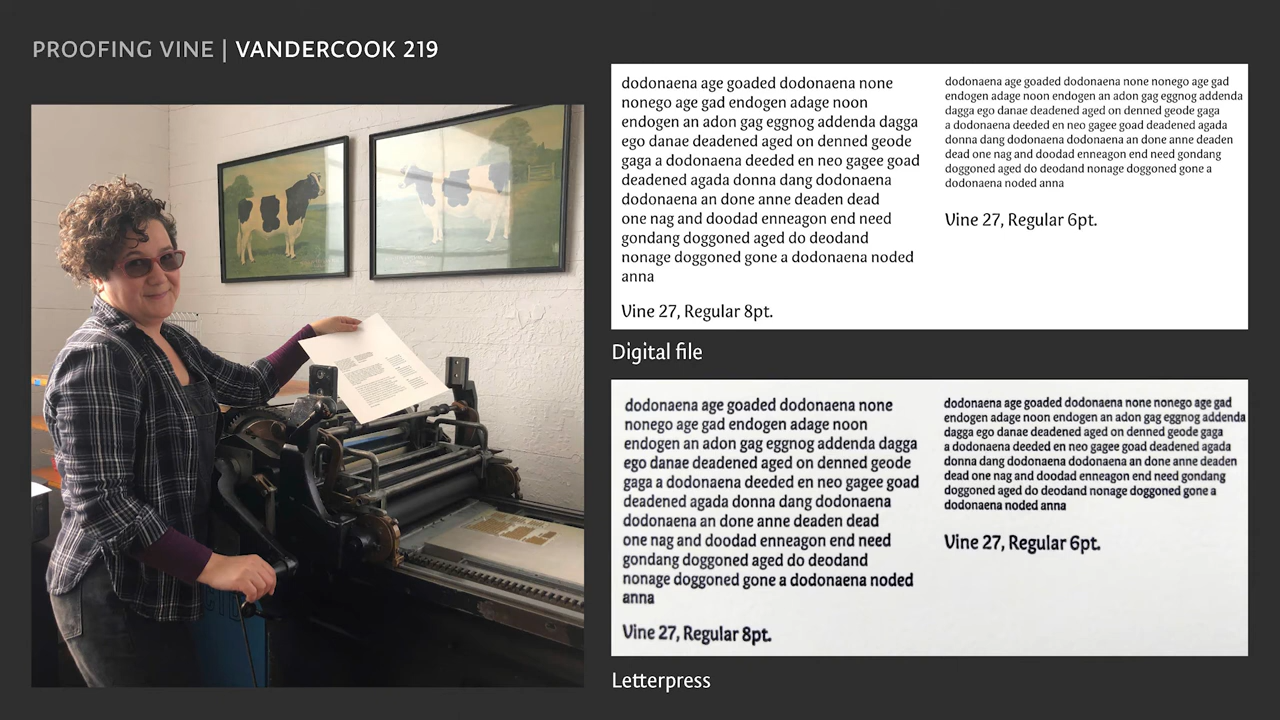 PROOFING VINE | VANDERCOOK 219
dodonaena age goaded dodonaena none
nonego age gad endogen adage noon
endogen an adon gag eggnog addenda dagga
ego danae deadened aged on denned geode
gaga a dodonaena deeded en neo gagee goad
deadened agada donna dang dodonaena
dodonaena an done anne deaden dead
one nag and doodad enneagon end need
gondang doggoned aged do deodand
nonage doggoned gone a dodonaena noded
anna
Vine 27, Regular 8pt.
dodonaena age goaded dodonaena none nonego age gad
endogen adage noon endogen an adon gag eggnog addenda
dagga ego danae deadened aged on denned geode gaga
a dodonaena deeded en neo gagee goad deadened agada
donna dang dodonaena dodonaena an done anne deaden
dead one nag and doodad enneagon end need gondang
doggoned aged do deodand nonage doggoned gone a
dodonaena noded anna
Vine 27, Regular 6pt.
Digital file
dodonaena age goaded dodonaena none
nonego age gad endogen adage noon
endogen an adon gag eggnog addenda dagga
ego danae deadened aged on denned geode
gaga a dodonaena deeded en neo gagee goad
deadened agada donna dang dodonaena
dodonaena an done anne deaden dead
one nag and doodad enneagon end need
gondang doggoned aged do deodand
nonage doggoned gone a dodonaena noded
anna
Vine 27, Regular 8pt.
dodonaena age goaded dodonaena none nonego age gad
endogen adage noon endogen an adon gag eggnog addenda
dagga ego danae deadened aged on denned geode gaga
a dodonaena deeded en neo gagee goad deadened agada
donna dang dodonaena dodonaena an done anne deaden
dead one nag and doodad enneagon end need gondang
doggoned aged do deodand nonage doggoned gone a
dodonaena noded anna
Vine 27, Regular 6pt.
Letterpress